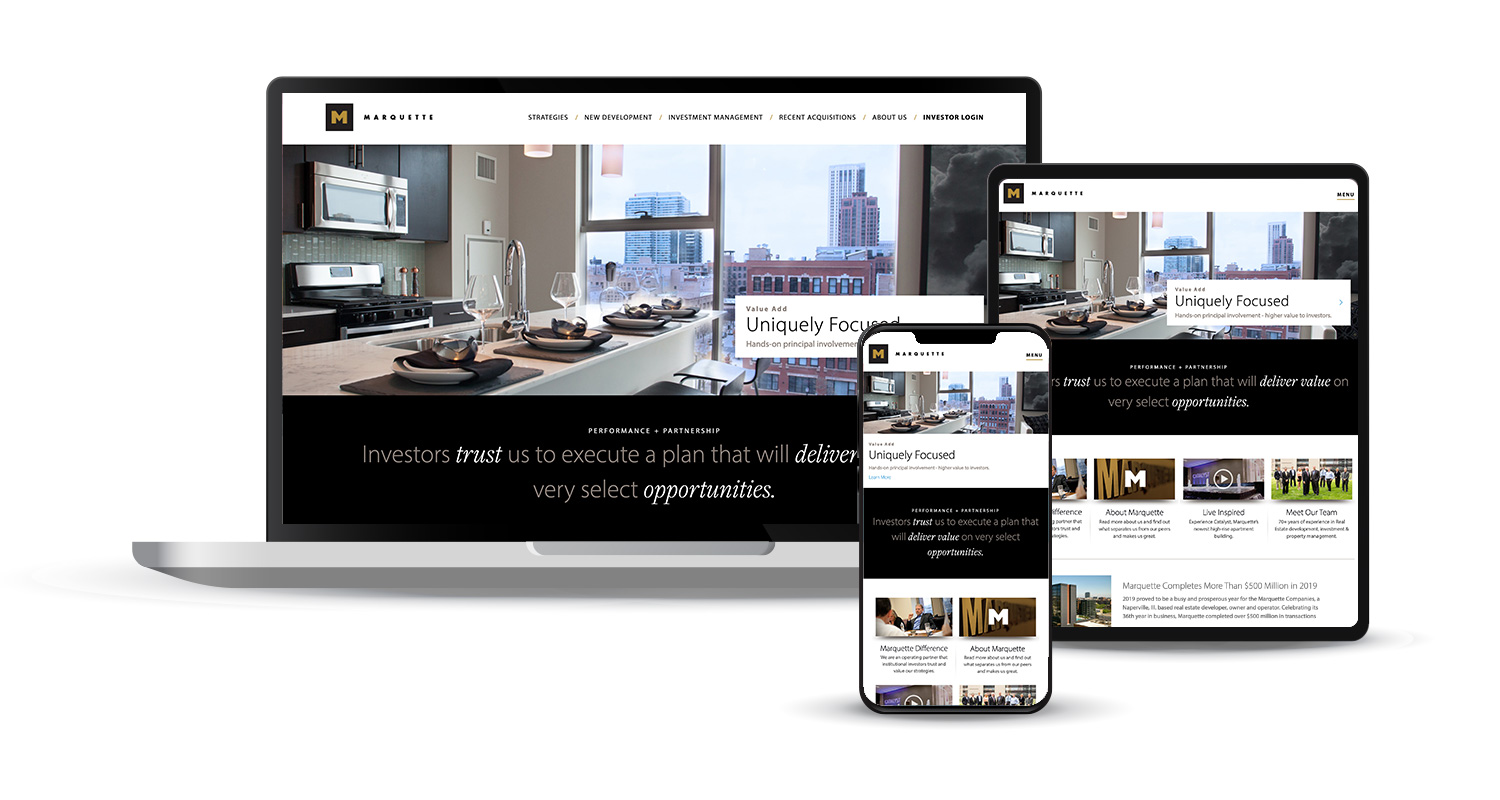 M MARQUETTE
STRATEGIES / NEW DEVELOPMENT / INVESTMENT MANAGEMENT / RECENT ACQUISITIONS / ABOUT US / INVESTOR LOGIN
Value Add
Uniquely Focused
Hands-on principal involvemen
PERFORMANCE + PARTNERSHIP
Investors trust us to execute a plan that will deliver
very select opportunities.
M MARQUETTE
MENU
Value Add
Uniquely Focused
Hands-on principal involvement - higher value to investors.
PERFORMANCE + PARTNERSHIP
rs trust us to execute a plan that will deliver value on
very select opportunities.
M
ifference
g partner that
ors trust and
tegies.
About Marquette
Read more about us and find out
what separates us from our peers
and makes us great.
Live Inspired
Experience Catalyst, Marquette's
newest high-rise apartment
building.
Meet Our Team
70+ years of experience in Real
Estate development, investment &
property management.
Marquette Completes More Than $500 Million in 2019
2019 proved to be a busy and prosperous year for the Marquette Companies, a
Naperville, Il. based real estate developer, owner and operator. Celebrating its
36th year in business, Marquette completed over $500 million in transactions
M MARQUETTE
MENU
Value Add
Uniquely Focused
Hands-on principal involvement - higher value to investors.
Learn More
PERFORMANCE + PARTNERSHIP
Investors trust us to execute a plan that
will deliver value on very select
opportunities.
M
Marquette Difference
We are an operating partner that
institutional investors trust and
value our strategies.
About Marquette
Read more about us and find out
what separates us from our peers
and makes us great.